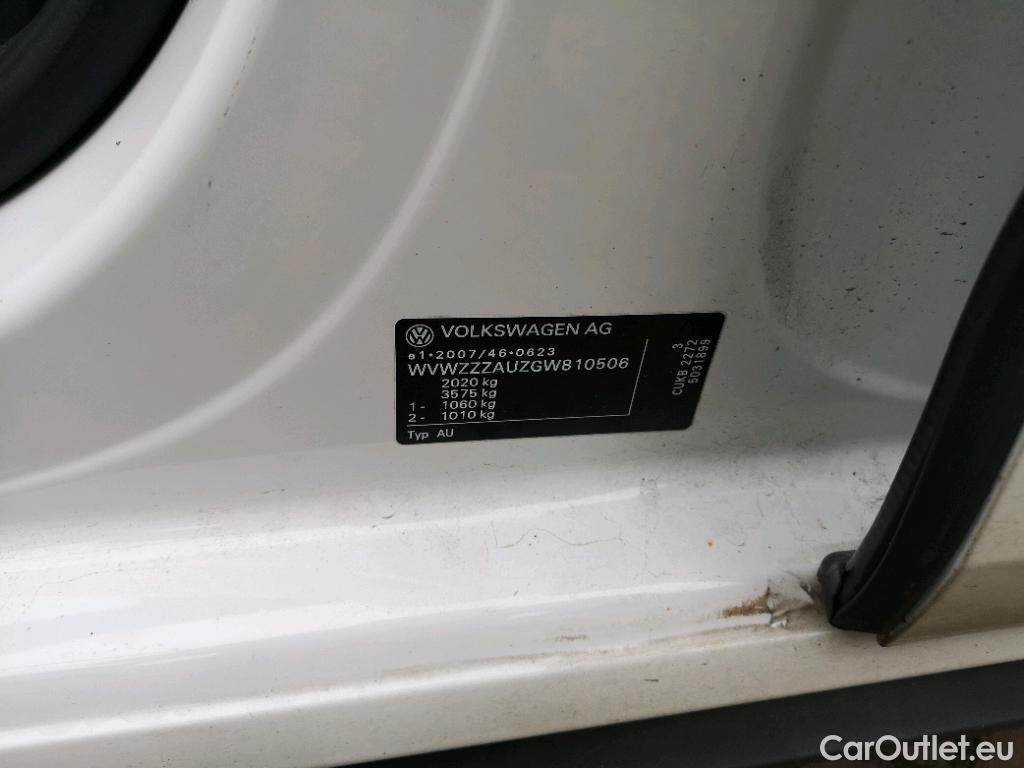 VOLKSWAGEN AG
e1*2007/46*0623
WVWZZZAUZGW810506
2020 kg
3575 kg
1- 1060 kg
2- 1010 kg
Typ AU
3
CUKB 2272
5031899
CarOutlet.eu